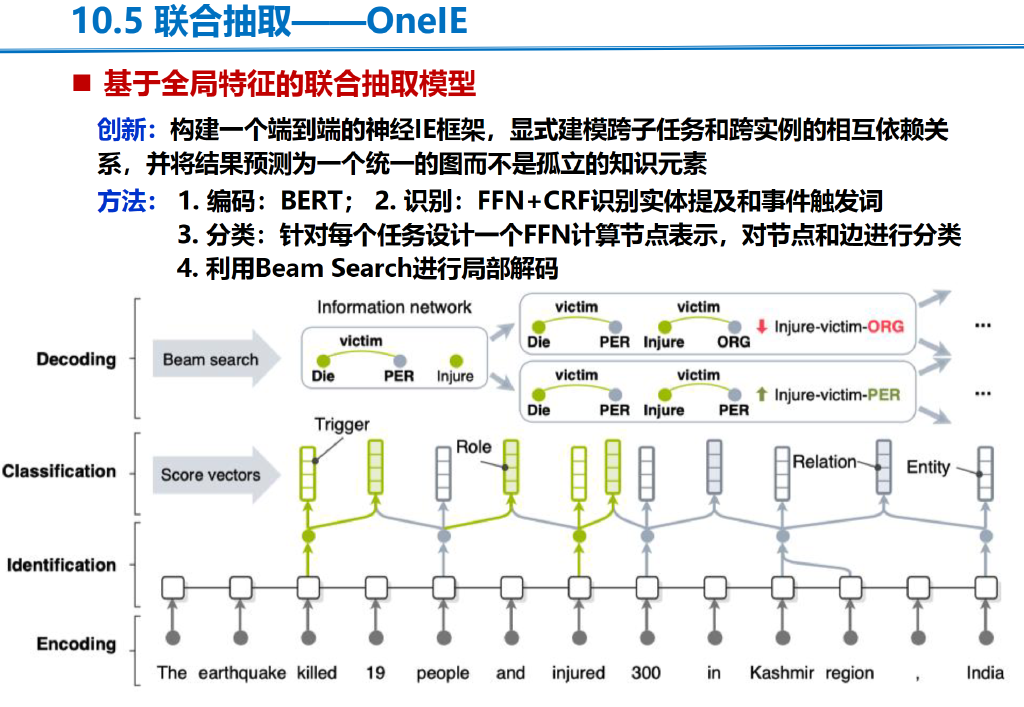 10.5 联合抽取——OneIE
■ 基于全局特征的联合抽取模型
创新：构建一个端到端的神经IE框架，显式建模跨子任务和跨实例的相互依赖关
系，并将结果预测为一个统一的图而不是孤立的知识元素
方法： 1. 编码：BERT； 2. 识别：FFN+CRF识别实体提及和事件触发词
3. 分类：针对每个任务设计一个FFN计算节点表示，对节点和边进行分类
4. 利用Beam Search进行局部解码
Information network
victim victim
Die PER Injure ORG
Injure-victim-ORG
...
Decoding
Beam search
victim
Die PER Injure
victim victim
Die PER Injure PER
Injure-victim-PER
...
Trigger
Classification
Score vectors
Role
Relation
Entity
Identification
Encoding
The earthquake killed 19 people and injured 300 in Kashmir region , India